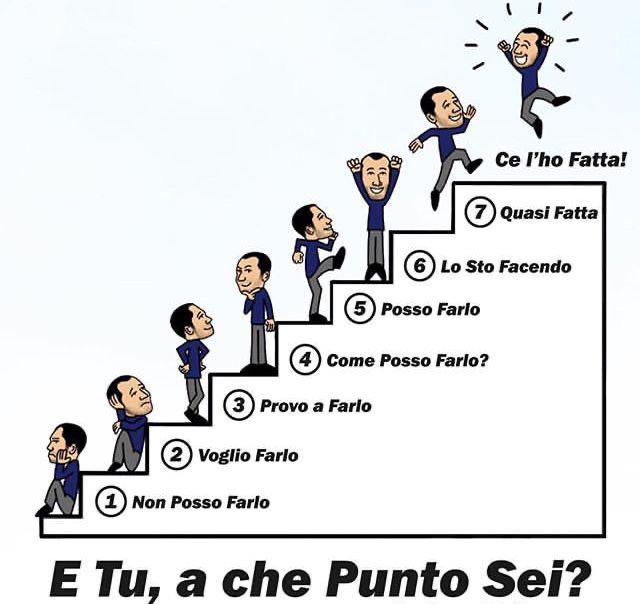 Ce l'ho Fatta!
7 Quasi Fatta
6 Lo Sto Facendo
5 Posso Farlo
4 Come Posso Farlo?
3 Provo a Farlo
2 Voglio Farlo
1 Non Posso Farlo
E Tu, a che Punto Sei?